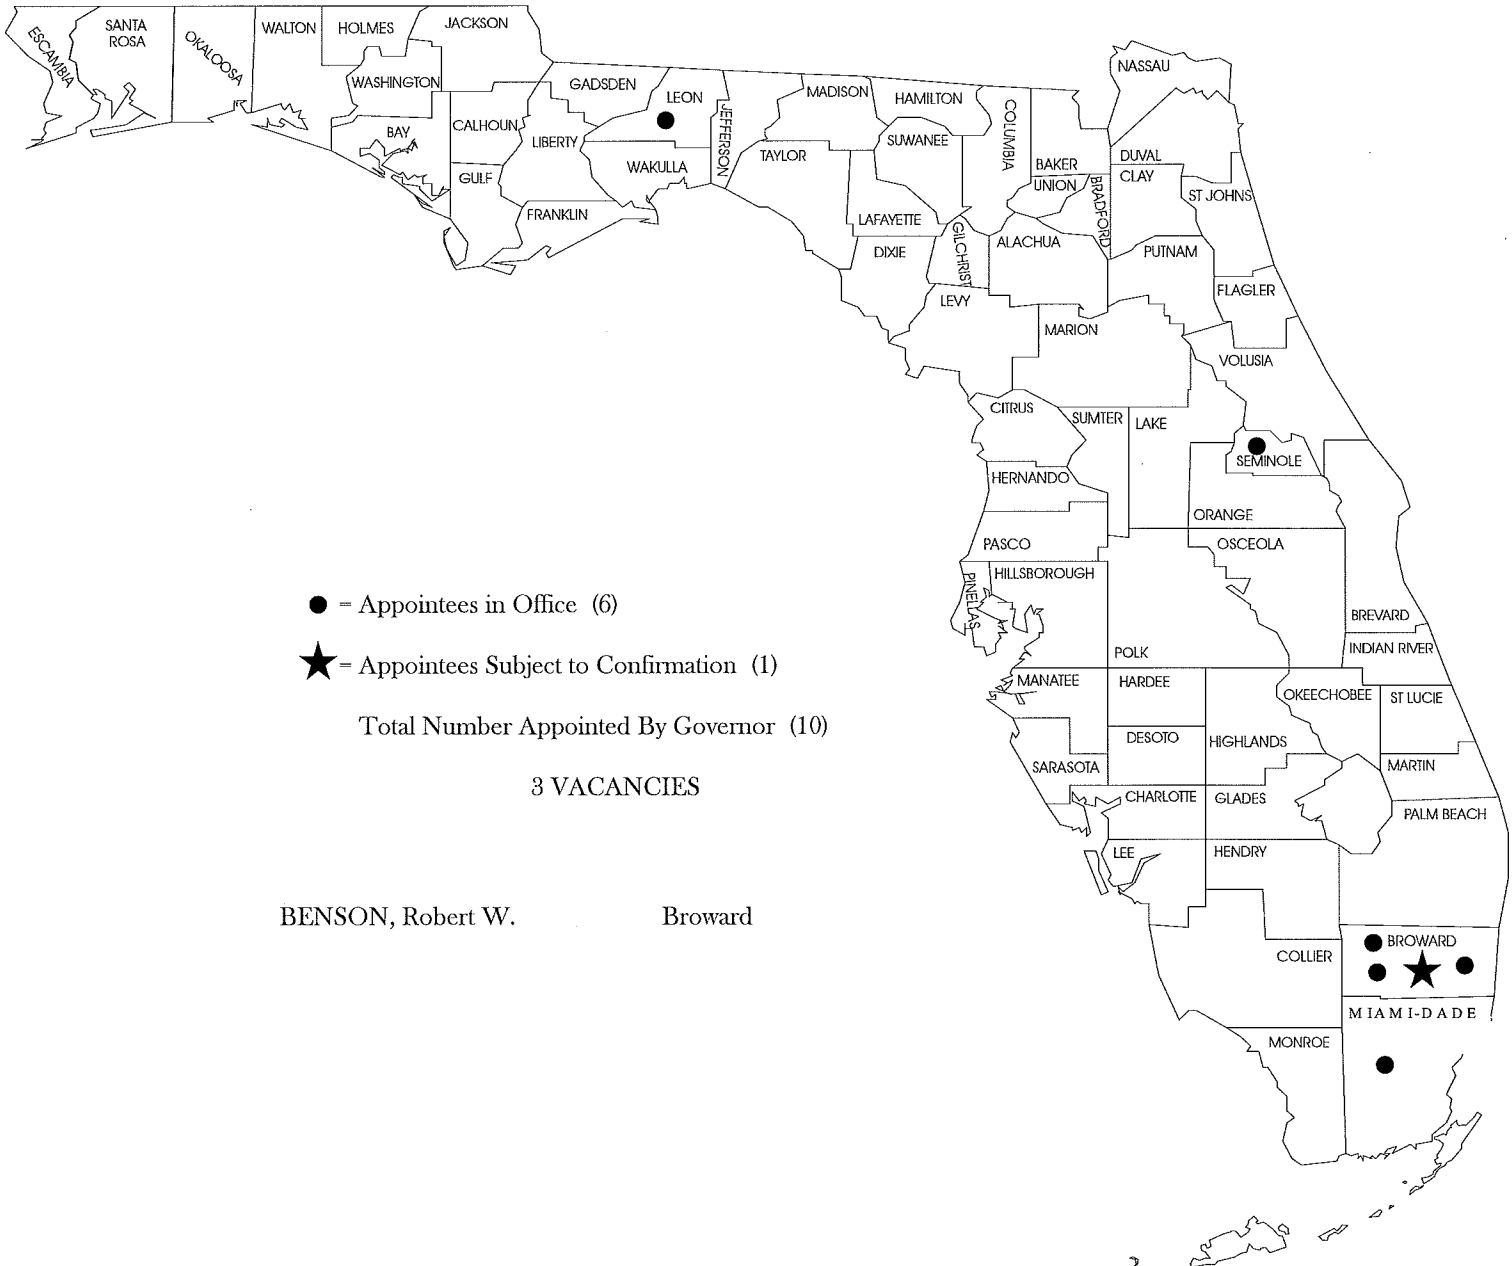 ESCAMBIA
SANTA
ROSA
OKALOOSA
WALTON
HOLMES
JACKSON
WASHINGTON
BAY
CALHOUN
GULF
GADSDEN
LIBERTY
FRANKLIN
LEON
WAKULLA
JEFFERSON
MADISON
TAYLOR
HAMILTON
SUWANEE
LAFAYETTE
DIXIE
COLUMBIA
GILCHRIST
LEVY
NASSAU
BAKER
UNION
BRADFORD
ALACHUA
DUVAL
CLAY
ST JOHNS
PUTNAM
FLAGLER
MARION
VOLUSIA
CITRUS
SUMTER
LAKE
SEMINOLE
HERNANDO
ORANGE
PASCO
OSCEOLA
PINELLAS
HILLSBOROUGH
POLK
BREVARD
INDIAN RIVER
MANATEE
HARDEE
OKEECHOBEE
ST LUCIE
DESOTO
HIGHLANDS
SARASOTA
MARTIN
CHARLOTTE
GLADES
PALM BEACH
LEE
HENDRY
COLLIER
BROWARD
MIAMI-DADE
MONROE
= Appointees in Office (6)
= Appointees Subject to Confirmation (1)
Total Number Appointed By Governor (10)
3 VACANCIES
BENSON, Robert W. Broward